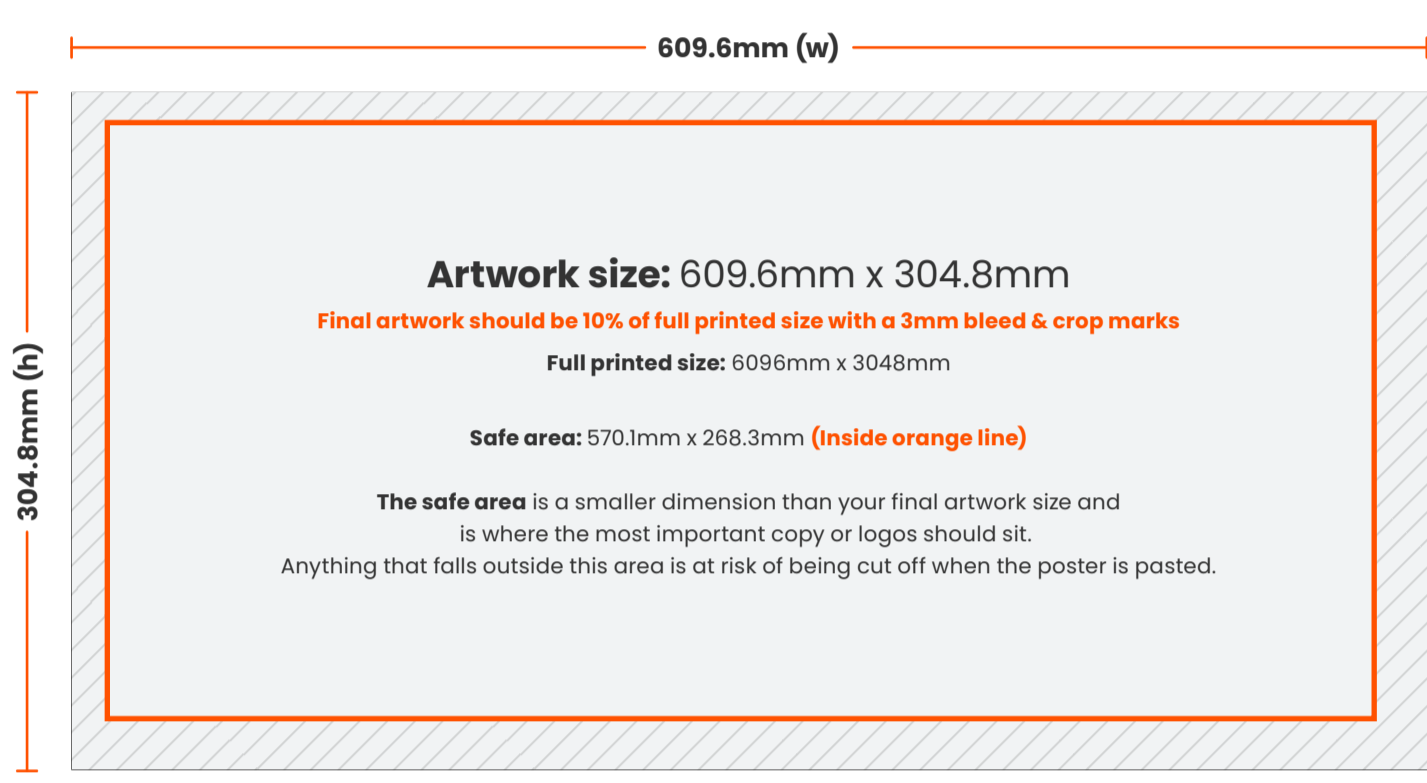 609.6mm (w)
304.8mm (h)
Artwork size: 609.6mm x 304.8mm
Final artwork should be 10% of full printed size with a 3mm bleed & crop marks
Full printed size: 6096mm x 3048mm
Safe area: 570.1mm x 268.3mm (Inside orange line)
The safe area is a smaller dimension than your final artwork size and
is where the most important copy or logos should sit.
Anything that falls outside this area is at risk of being cut off when the poster is pasted.